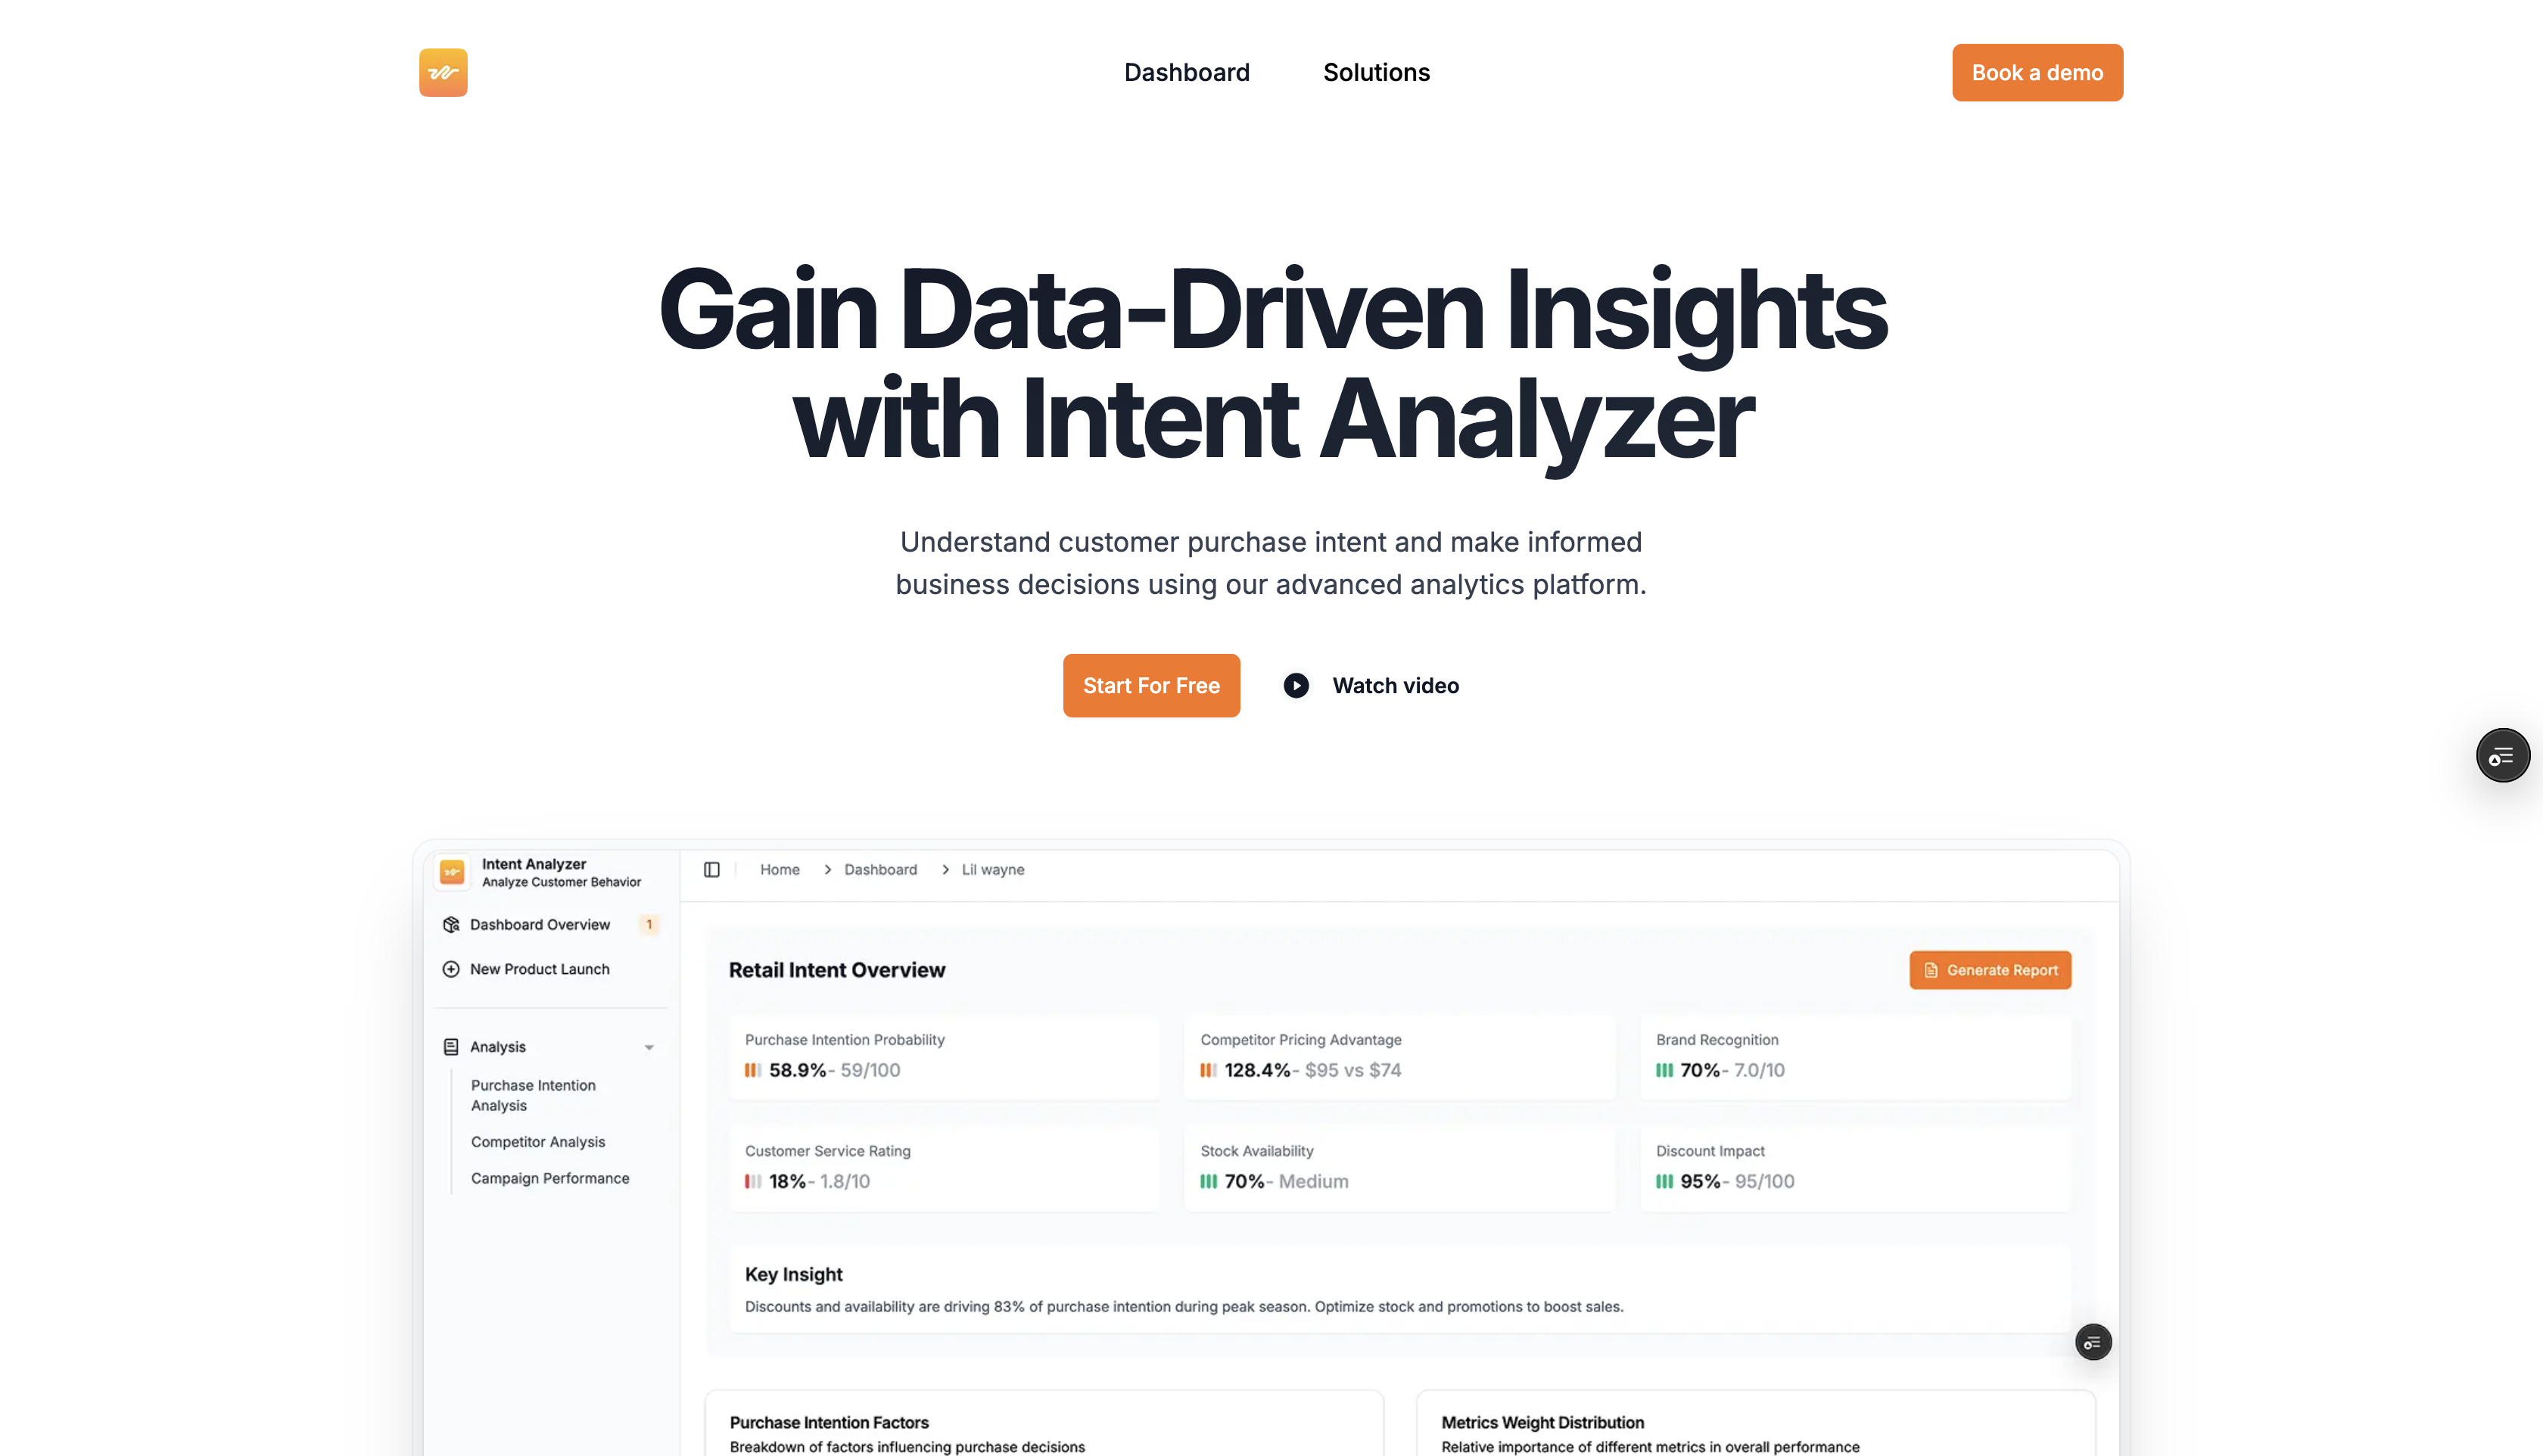 Dashboard
Solutions
Book a demo
Gain Data-Driven Insights
with Intent Analyzer
Understand customer purchase intent and make informed
business decisions using our advanced analytics platform.
Start For Free
Watch video
Intent Analyzer
Analyze Customer Behavior
Dashboard Overview
1
New Product Launch
Analysis
Purchase Intention
Analysis
Competitor Analysis
Campaign Performance
Home
Dashboard
Lil wayne
Retail Intent Overview
Generate Report
Purchase Intention Probability
58.9%- 59/100
Competitor Pricing Advantage
128.4%- $95 vs $74
Brand Recognition
70%- 7.0/10
Customer Service Rating
18%- 1.8/10
Stock Availability
70%- Medium
Discount Impact
95%- 95/100
Key Insight
Discounts and availability are driving 83% of purchase intention during peak season. Optimize stock and promotions to boost sales.
Purchase Intention Factors
Breakdown of factors influencing purchase decisions
Metrics Weight Distribution
Relative importance of different metrics in overall performance